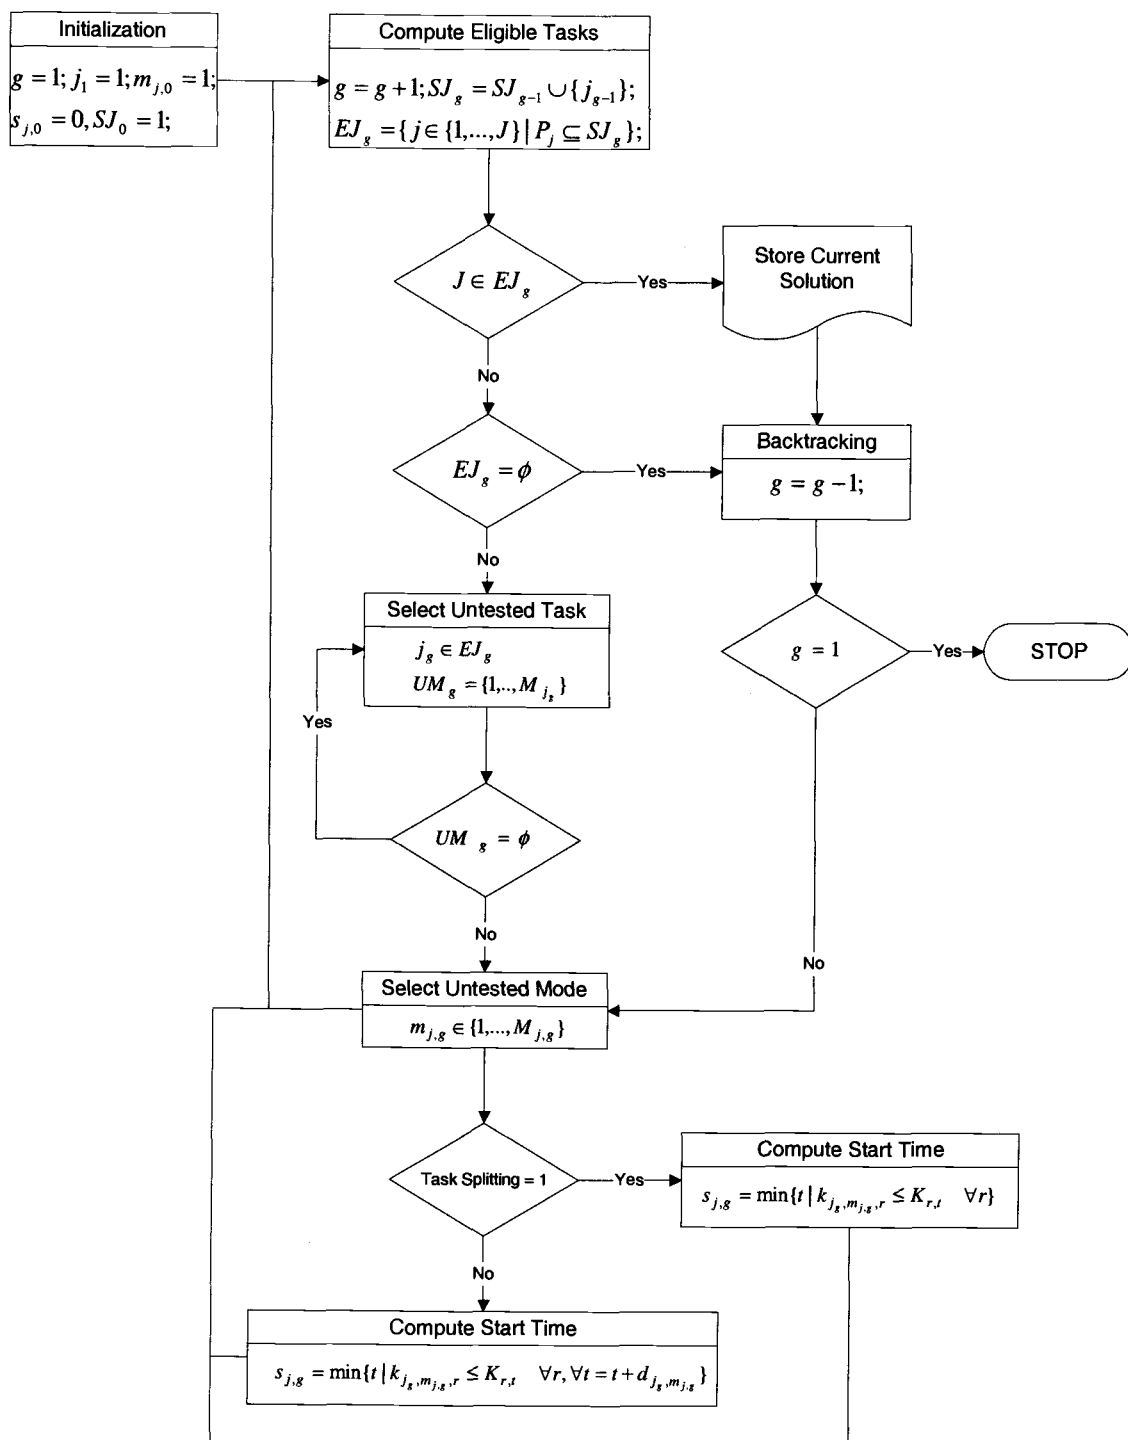 Initialization
g = 1; j_1 = 1; m_{j,0} = 1;
s_{j,0} = 0, SJ_0 = 1;
Compute Eligible Tasks
g = g + 1; SJ_g = SJ_{g-1} ∪ {j_{g-1}};
EJ_g = { j ∈ {1,...,J} | P_j ⊆ SJ_g };
J ∈ EJ_g
Yes
Store Current
Solution
No
EJ_g = ϕ
Yes
Backtracking
g = g − 1;
No
Select Untested Task
j_g ∈ EJ_g
UM_g = {1,..,M_{j_g}}
g = 1
Yes
STOP
Yes
UM_g = ϕ
No
No
Select Untested Mode
m_{j,g} ∈ {1,...,M_{j,g}}
Task Splitting = 1
Yes
Compute Start Time
s_{j,g} = min{t | k_{j_g,m_{j,g},r} ≤ K_{r,t} ∀r}
No
Compute Start Time
s_{j,g} = min{t | k_{j_g,m_{j,g},r} ≤ K_{r,t} ∀r, ∀t = t + d_{j_g,m_{j,g}}}